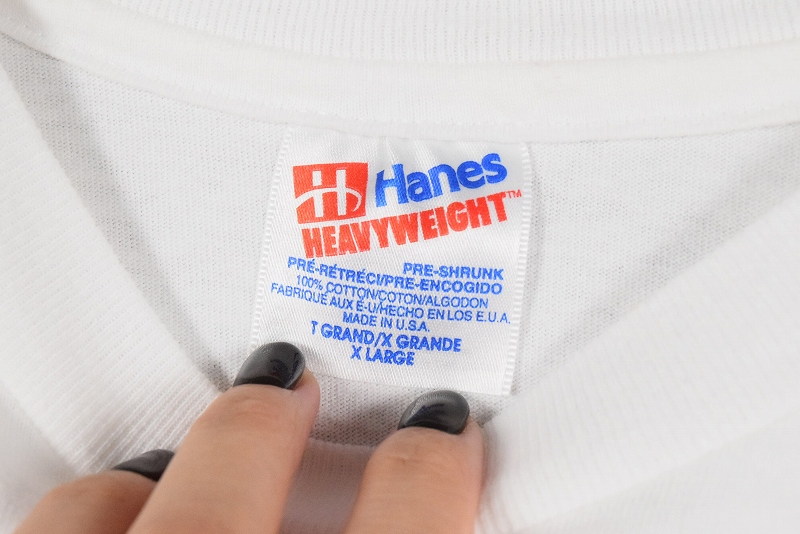 H Hanes
HEAVYWEIGHT™
PRE-SHRUNK
PRÉ-RÉTRÉCI/PRE-ENCOGIDO
100% COTTON/COTON/ALGODON
FABRIQUÉ AUX É-U/HECHO EN LOS E.U.A.
MADE IN U.S.A.
T GRAND/X GRANDE
X LARGE